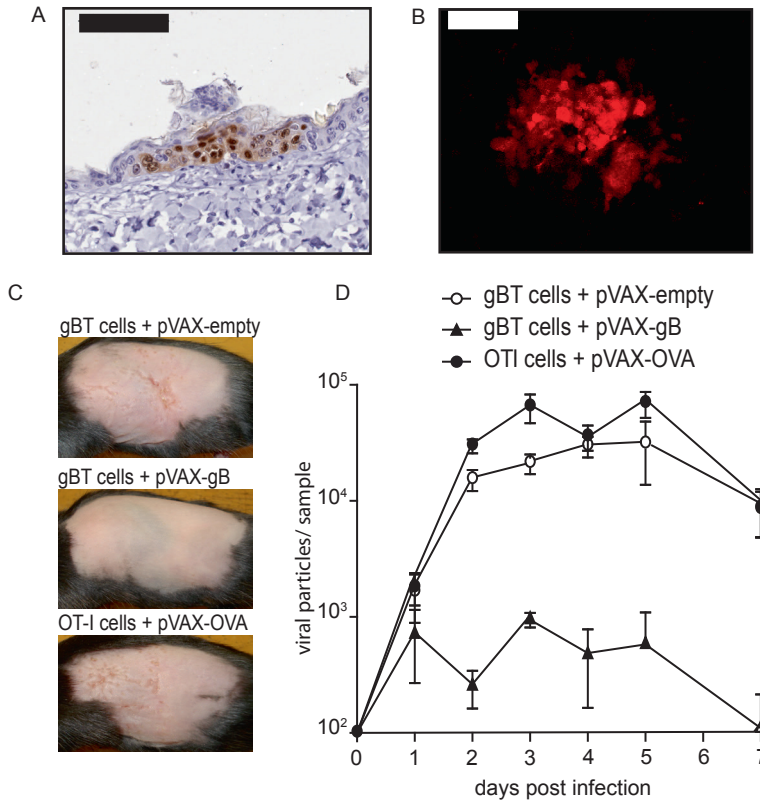 A
B
C
gBT cells + pVAX-empty
gBT cells + pVAX-gB
OT-I cells + pVAX-OVA
D
gBT cells + pVAX-empty
gBT cells + pVAX-gB
OTI cells + pVAX-OVA
viral particles/ sample
10⁵
10⁴
10³
10²
0 1 2 3 4 5 6 7
days post infection